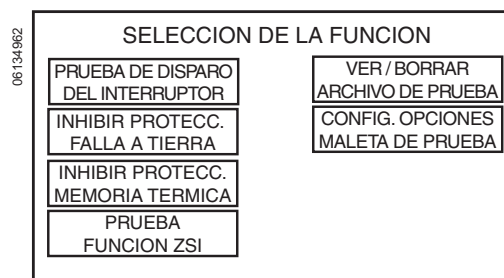 06134962
SELECCION DE LA FUNCION
PRUEBA DE DISPARO
DEL INTERRUPTOR
INHIBIR PROTECC.
FALLA A TIERRA
INHIBIR PROTECC.
MEMORIA TERMICA
PRUEBA
FUNCION ZSI
VER / BORRAR
ARCHIVO DE PRUEBA
CONFIG. OPCIONES
MALETA DE PRUEBA